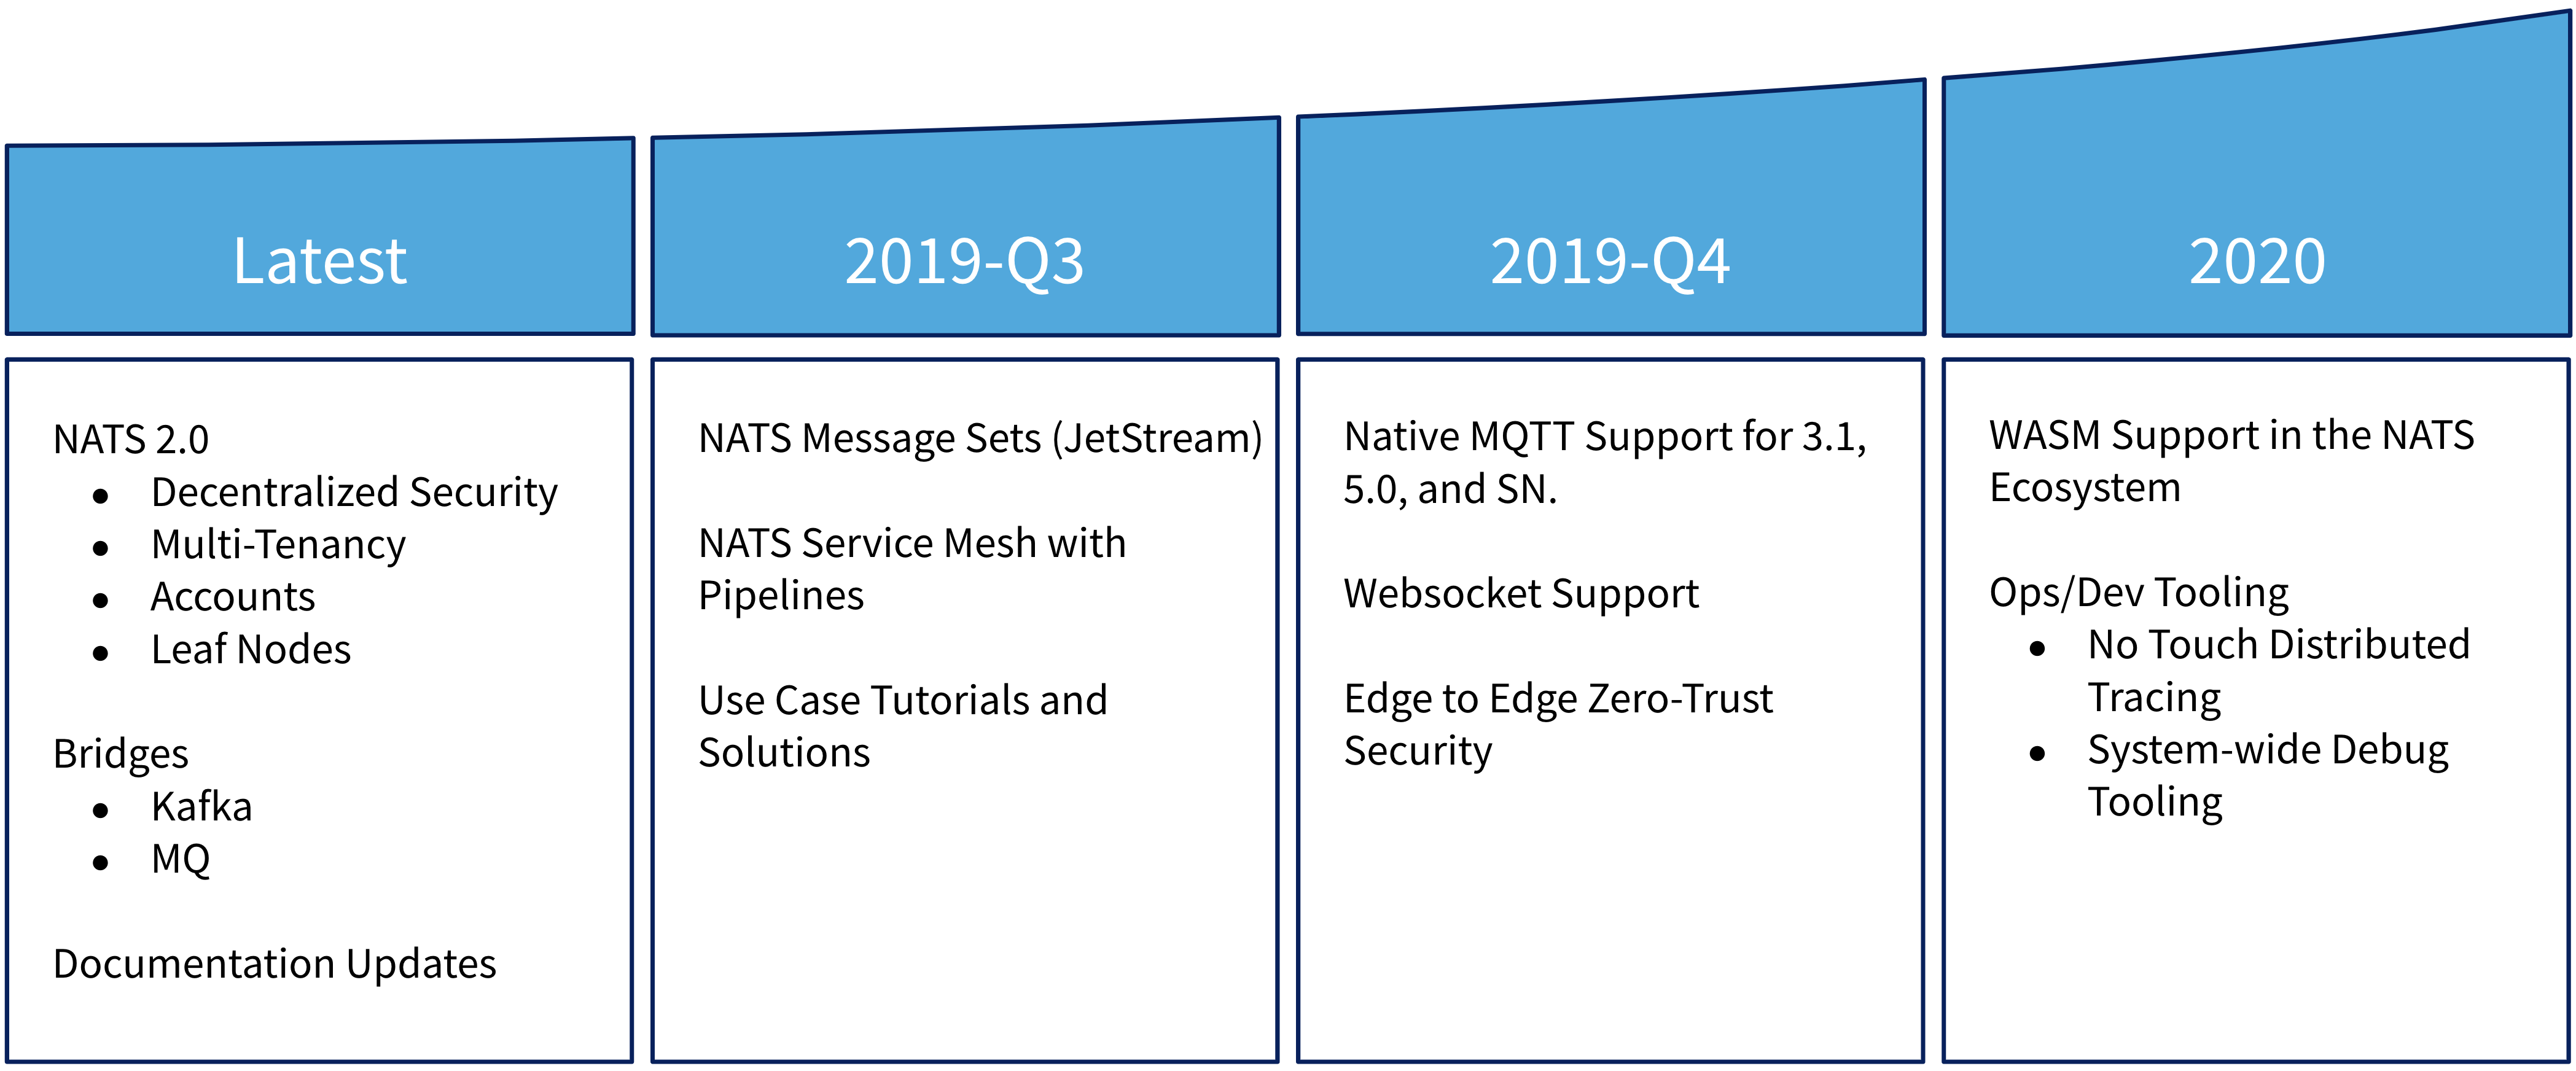 Latest
2019-Q3
2019-Q4
2020
NATS 2.0
● Decentralized Security
● Multi-Tenancy
● Accounts
● Leaf Nodes
Bridges
● Kafka
● MQ
Documentation Updates
NATS Message Sets (JetStream)
NATS Service Mesh with
Pipelines
Use Case Tutorials and
Solutions
Native MQTT Support for 3.1,
5.0, and SN.
Websocket Support
Edge to Edge Zero-Trust
Security
WASM Support in the NATS
Ecosystem
Ops/Dev Tooling
● No Touch Distributed
Tracing
● System-wide Debug
Tooling